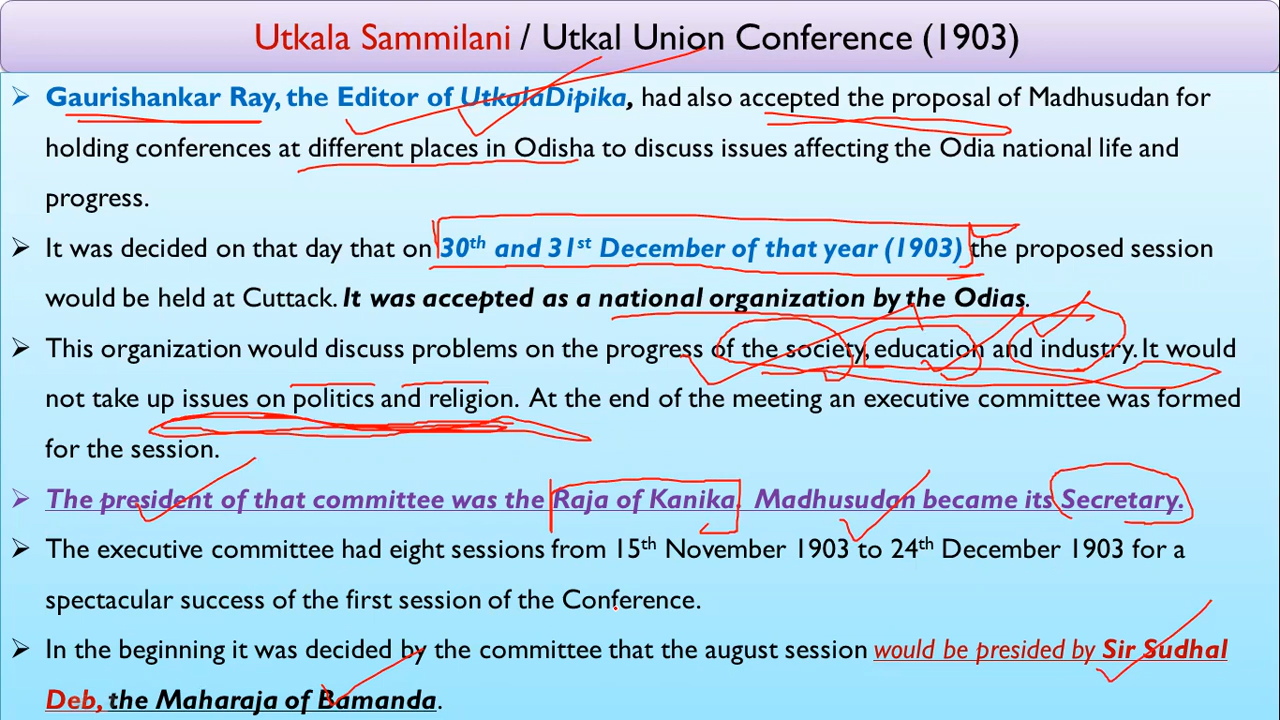 Utkala Sammilani / Utkal Union Conference (1903)
➢ Gaurishankar Ray, the Editor of UtkalaDipika, had also accepted the proposal of Madhusudan for
holding conferences at different places in Odisha to discuss issues affecting the Odia national life and
progress.
➢ It was decided on that day that on 30th and 31st December of that year (1903) the proposed session
would be held at Cuttack. It was accepted as a national organization by the Odias.
➢ This organization would discuss problems on the progress of the society, education and industry. It would
not take up issues on politics and religion. At the end of the meeting an executive committee was formed
for the session.
➢ The president of that committee was the Raja of Kanika. Madhusudan became its Secretary.
➢ The executive committee had eight sessions from 15th November 1903 to 24th December 1903 for a
spectacular success of the first session of the Conference.
➢ In the beginning it was decided by the committee that the august session would be presided by Sir Sudhal
Deb, the Maharaja of Bamanda.